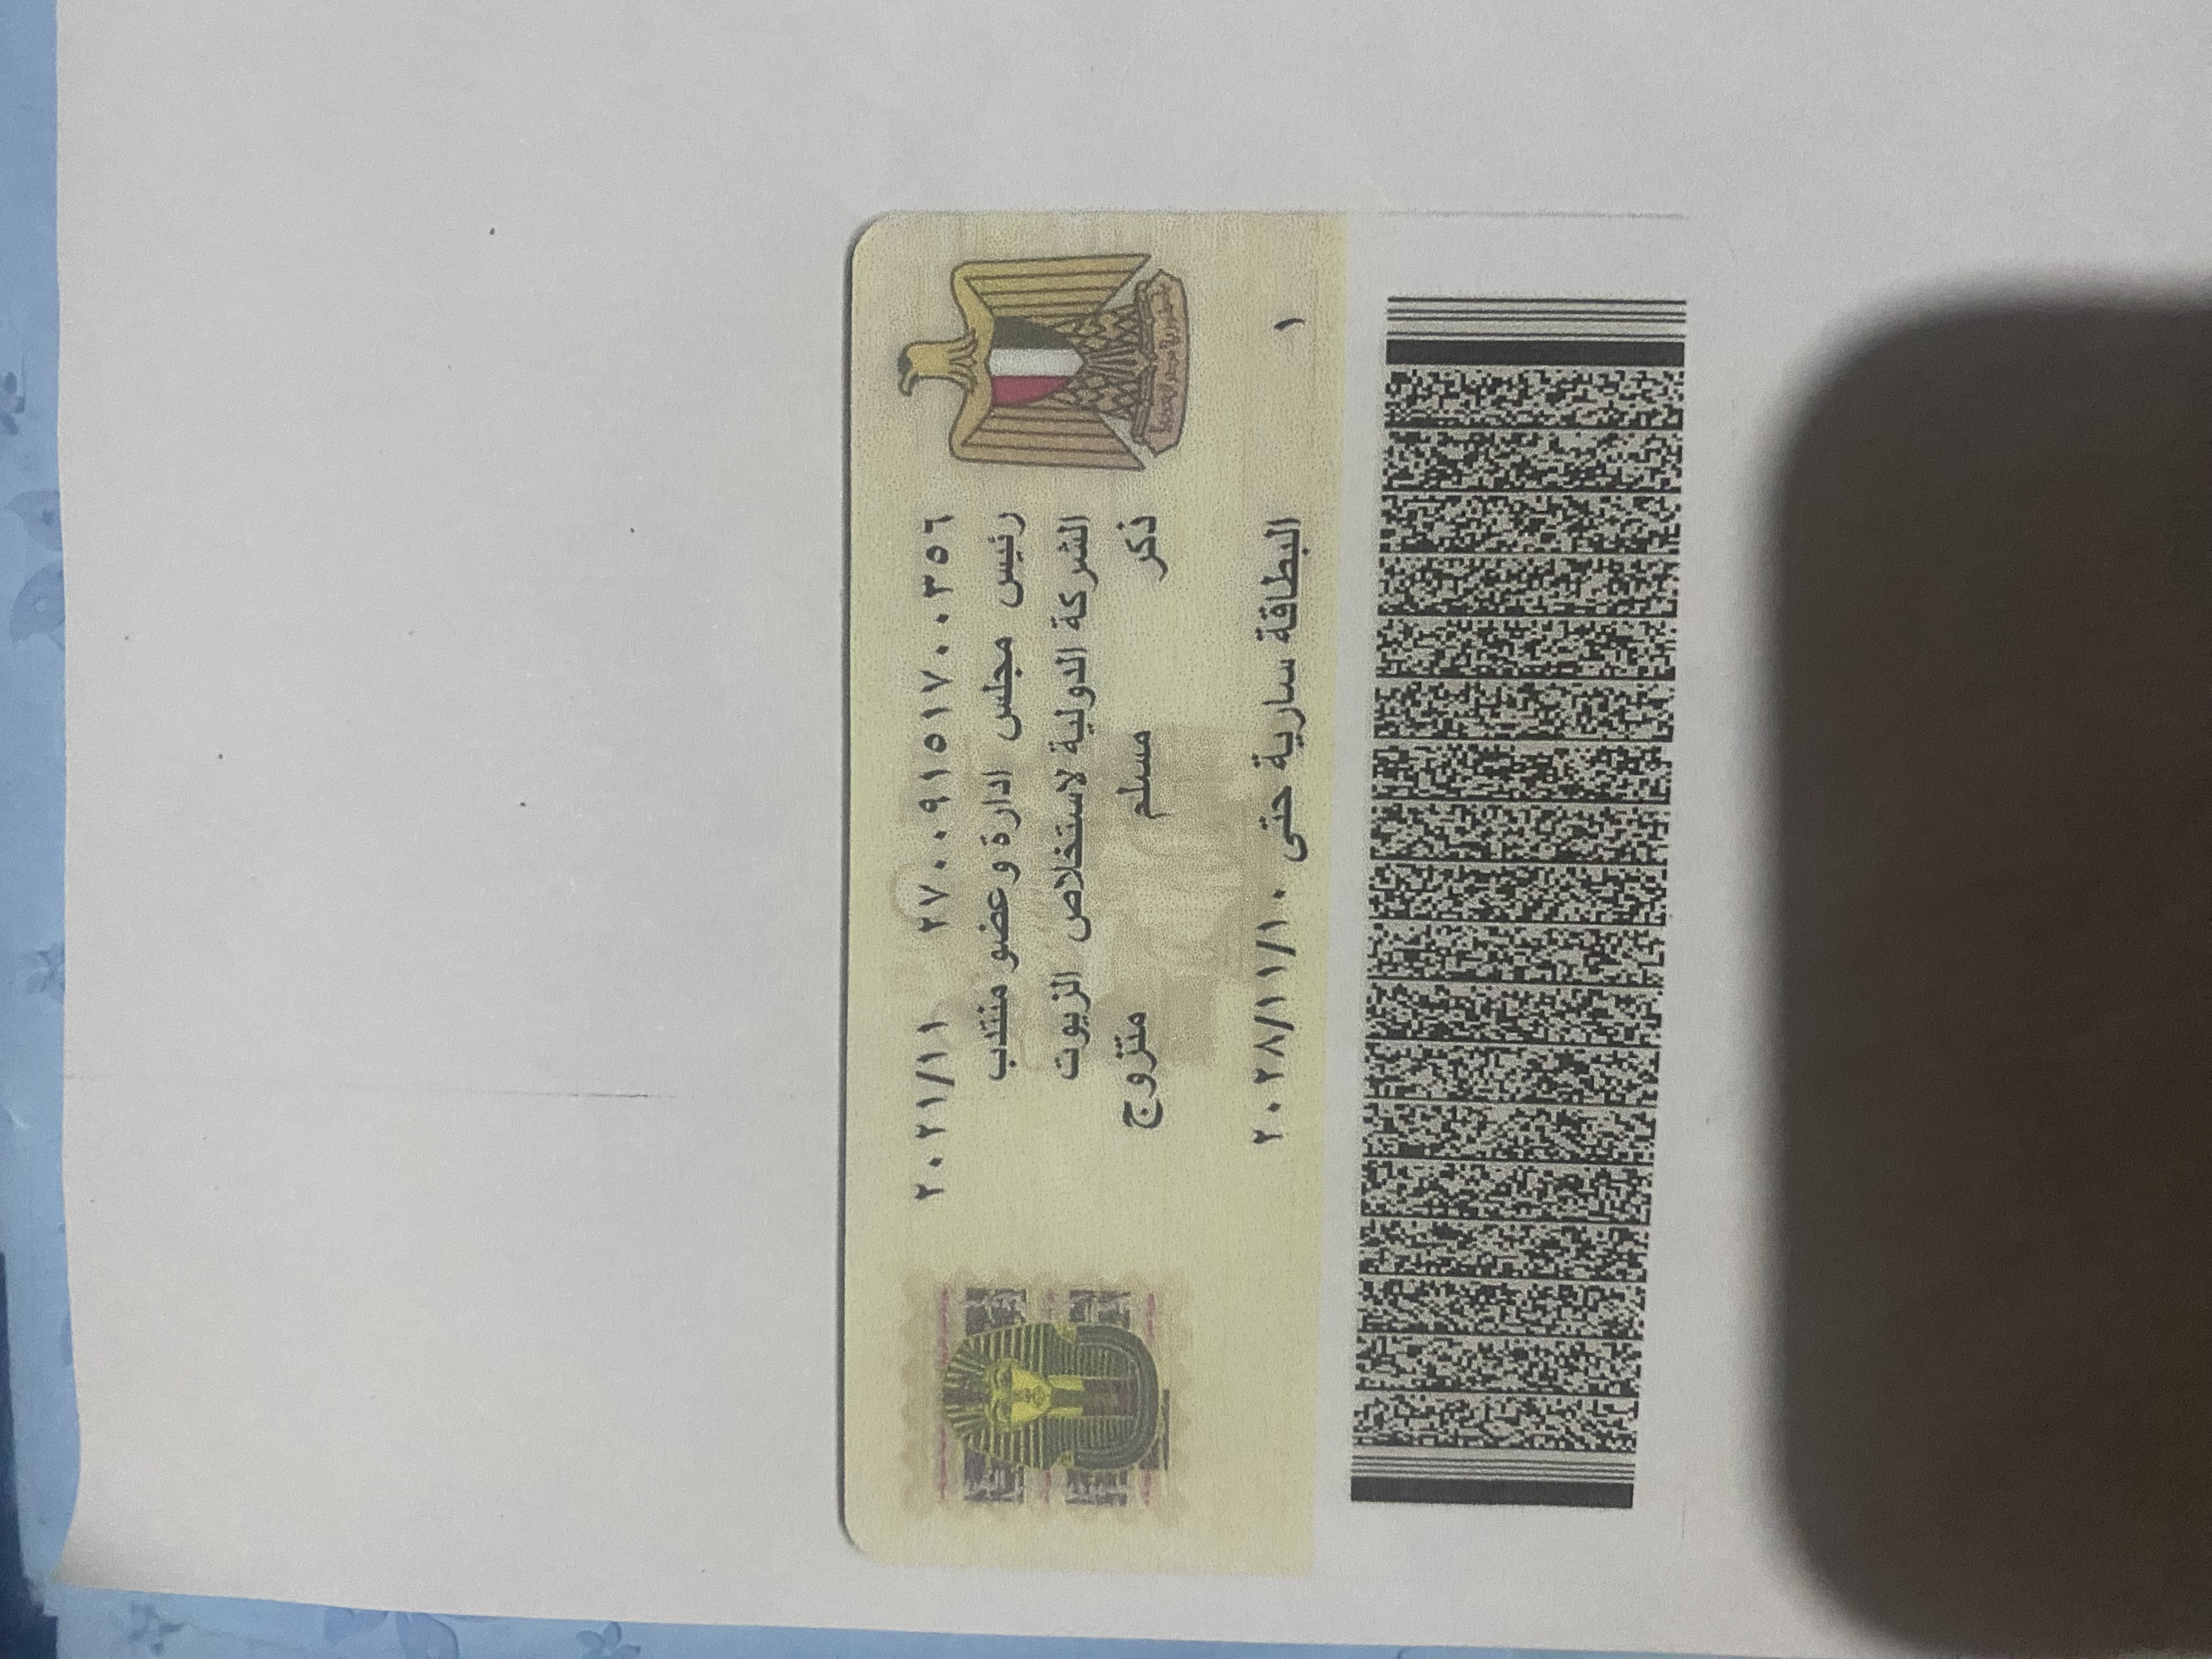 ٢٠٢١/١١ ٢٧٠٠٩١٥١٧٠٠٣٥٦
رئيس مجلس ادارة وعضو منتدب
الشركة الدولية لاستخلاص الزيوت
ذكر مسلم متزوج
البطاقة سارية حتى ٢٠٢٨/١١/١٠
١